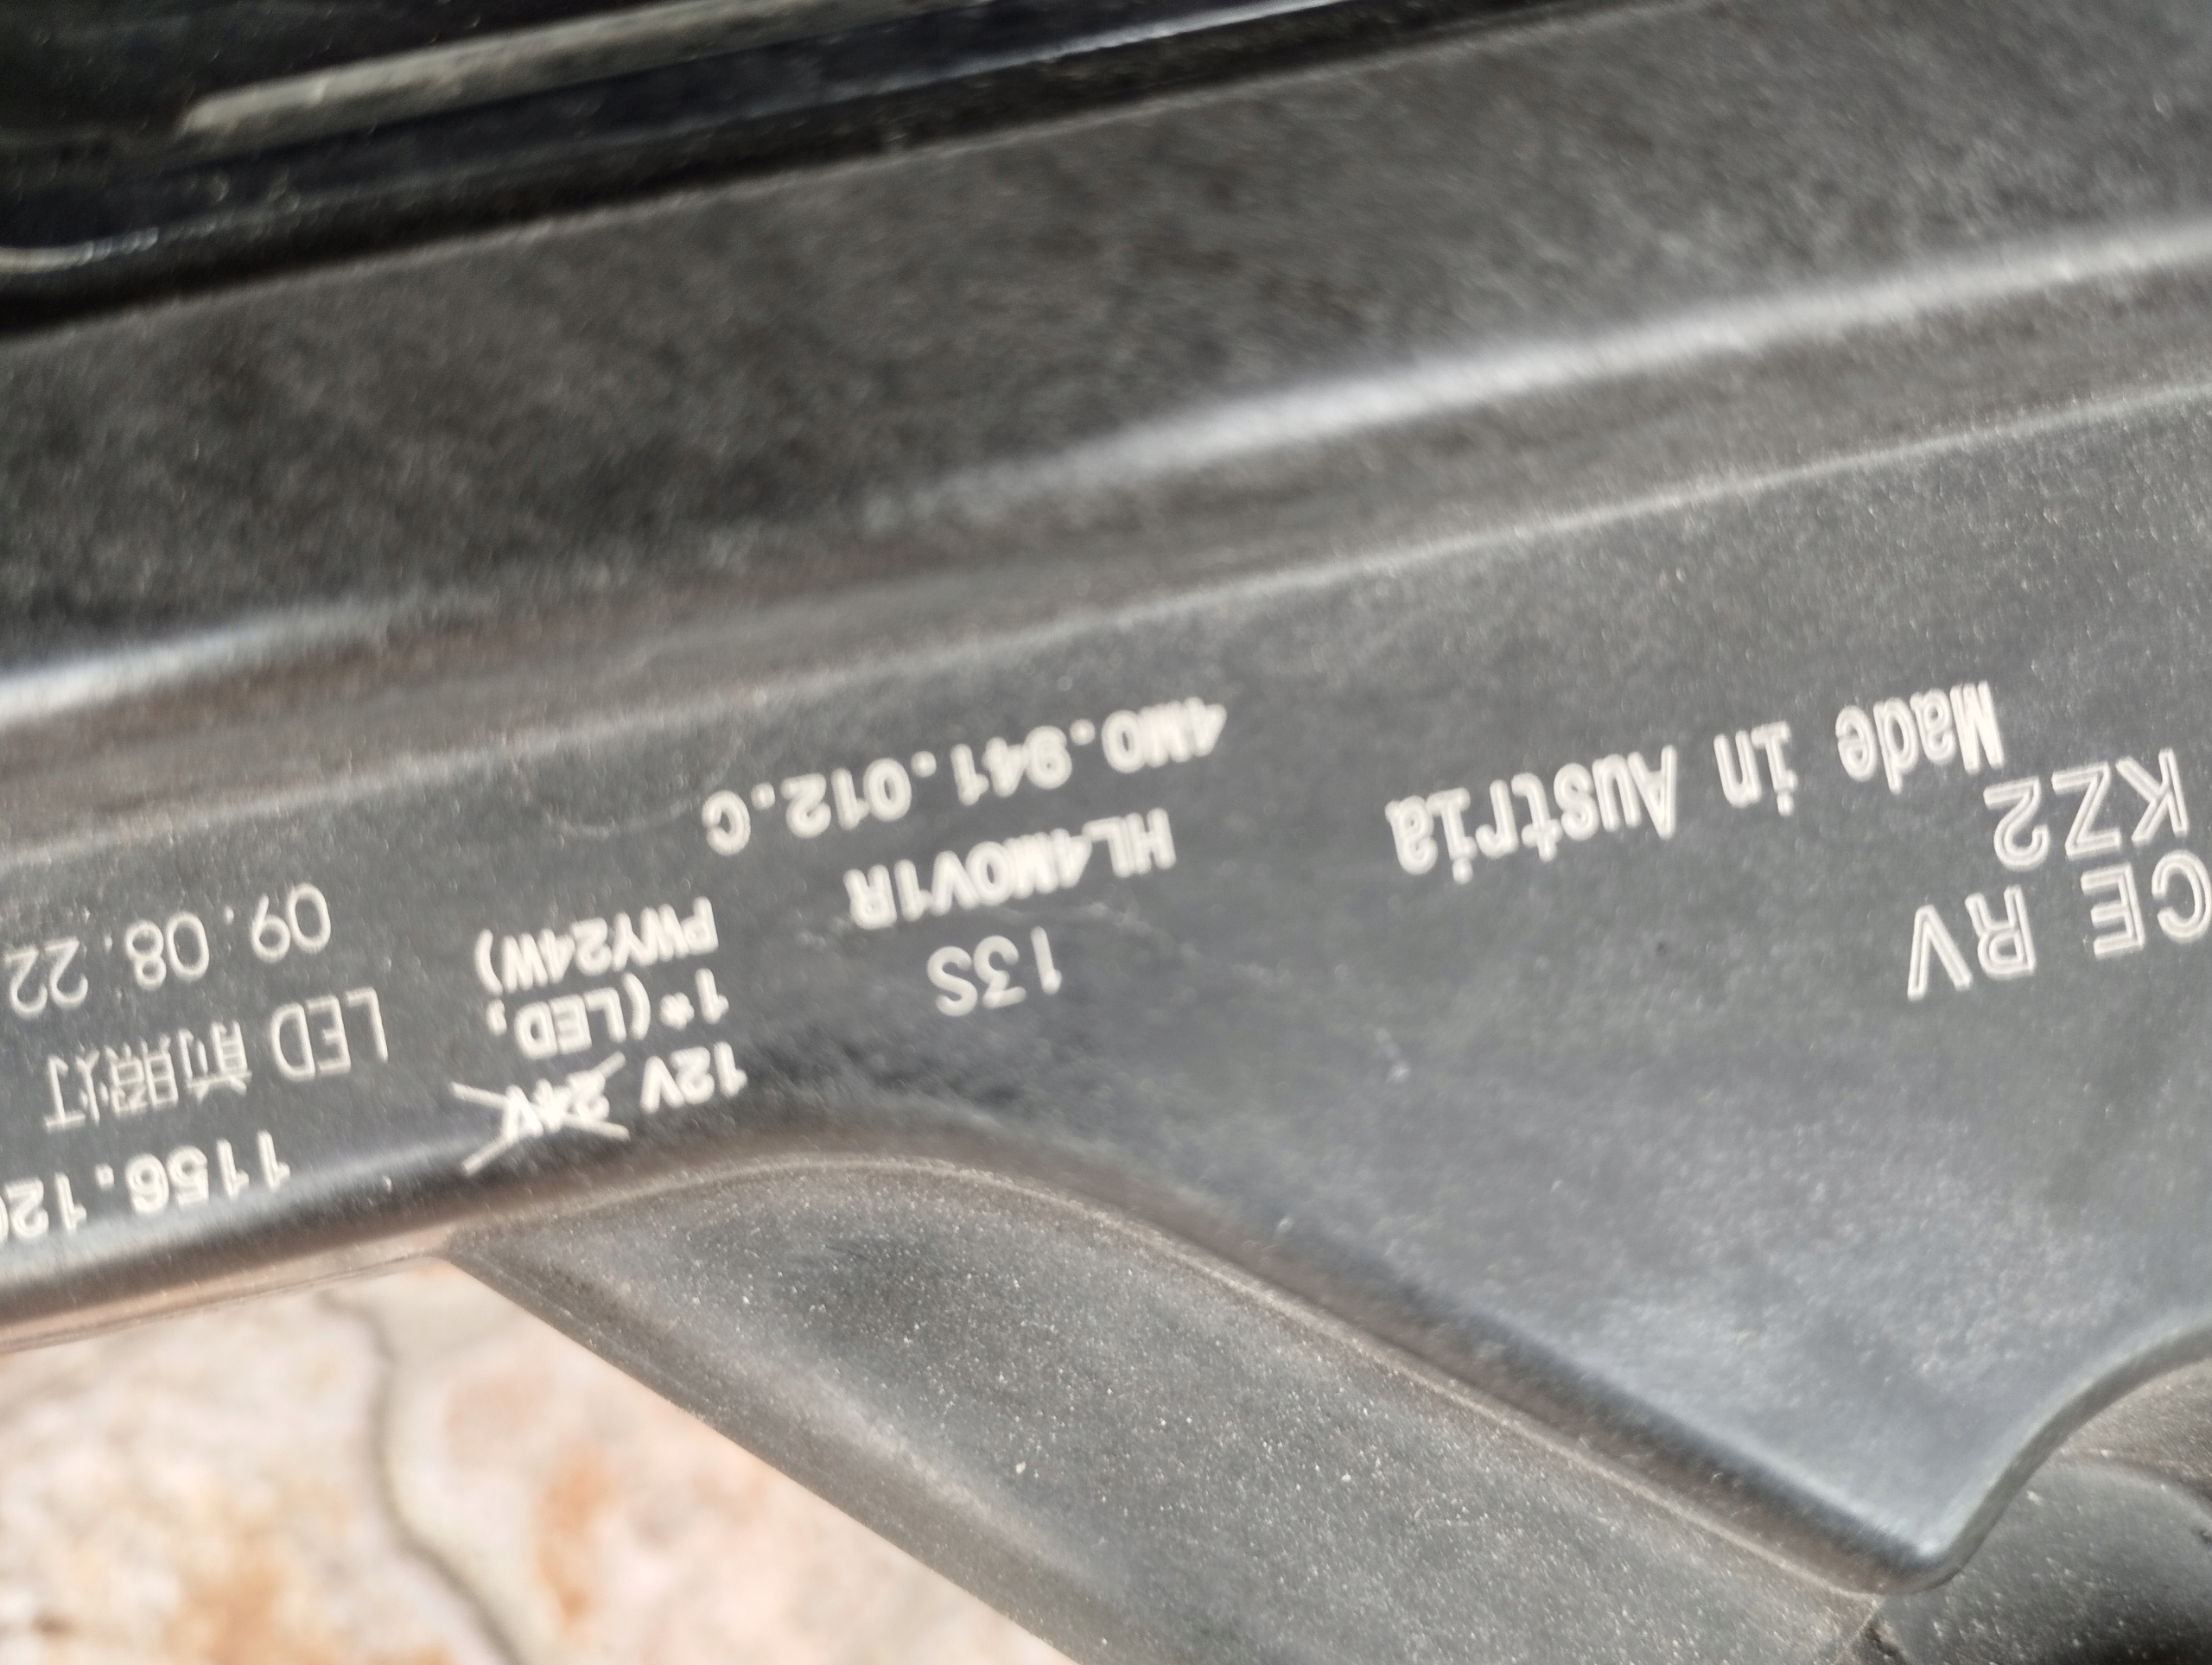 CE RV
KZ2
Made in Austria
13S
HL4M0V1R
4M0.941.012.C
12V 24V
1*(LED,
PWY24W)
LED 前照灯
09.08.22